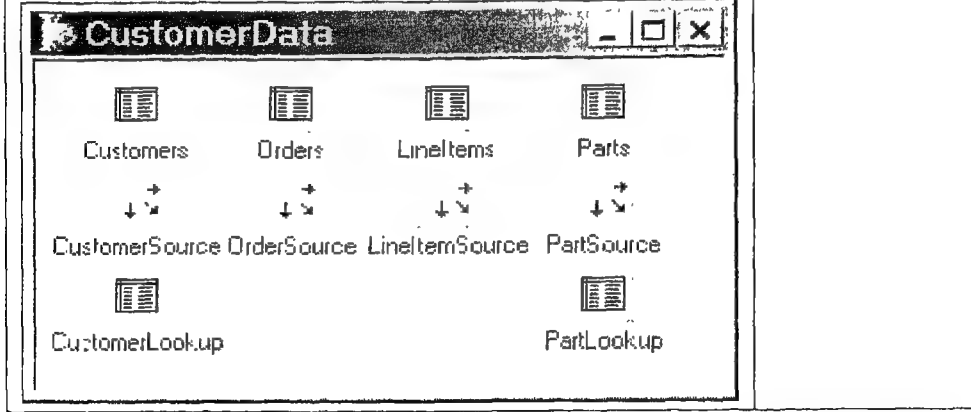 CustomerData
Customers Orders LineItems Parts
CustomerSource OrderSource LineItemSource PartSource
CustomerLookup PartLookup